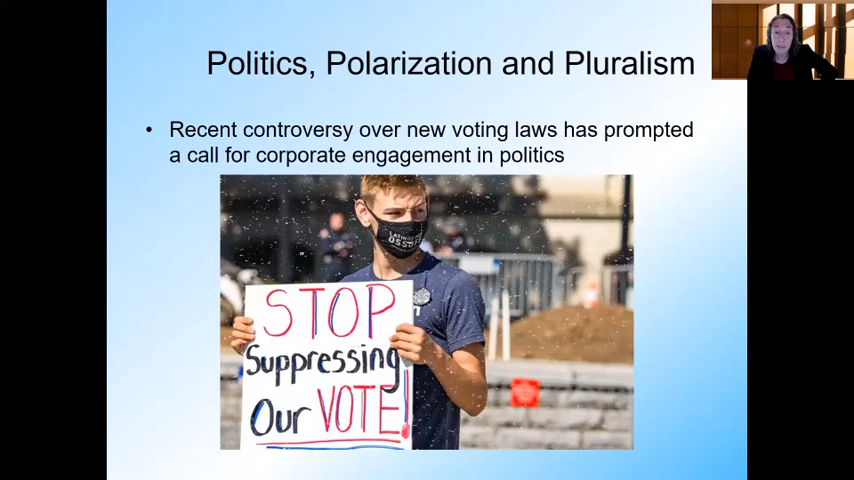 Politics, Polarization and Pluralism
• Recent controversy over new voting laws has prompted
a call for corporate engagement in politics
STOP
Suppressing
Our VOTE!